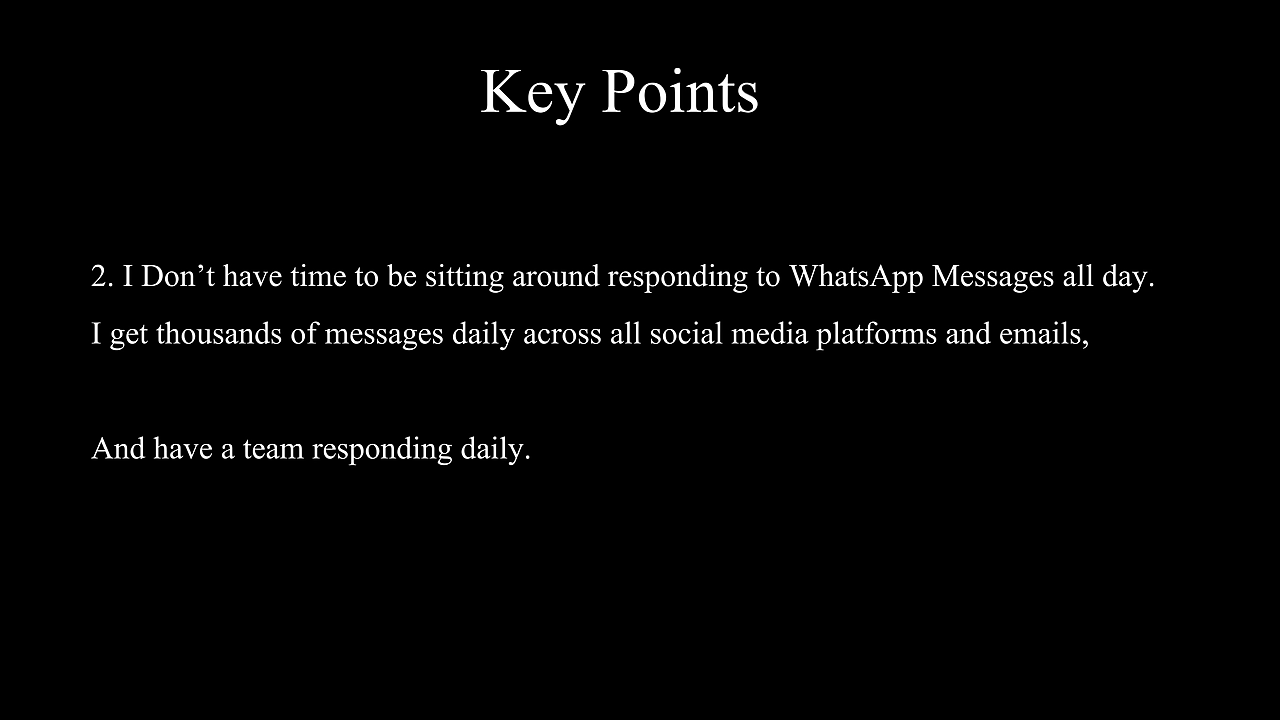 Key Points
2. I Don’t have time to be sitting around responding to WhatsApp Messages all day.
I get thousands of messages daily across all social media platforms and emails,
And have a team responding daily.